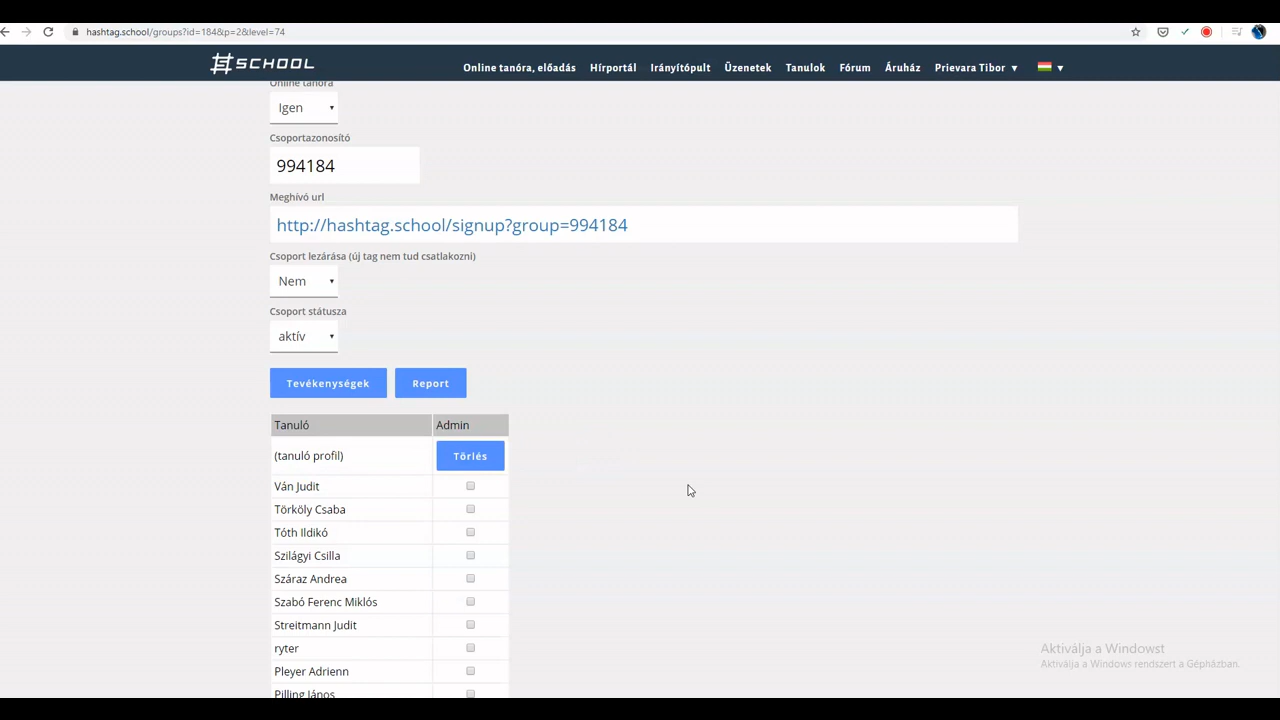 hashtag.school/groups?id=184&p=2&level=74
#SCHOOL
Online tanóra, előadás Hírportál Irányítópult Üzenetek Tanulok Fórum Áruház Prievara Tibor
Online tanóra
Igen
Csoportazonosító
994184
Meghívó url
http://hashtag.school/signup?group=994184
Csoport lezárása (új tag nem tud csatlakozni)
Nem
Csoport státusza
aktív
Tevékenységek Report
Tanuló Admin
(tanuló profil) Törlés
Ván Judit
Törköly Csaba
Tóth Ildikó
Szilágyi Csilla
Száraz Andrea
Szabó Ferenc Miklós
Streitmann Judit
ryter
Pleyer Adrienn
Pilling János
Aktiválja a Windowst
Aktiválja a Windows rendszert a Gépházban.